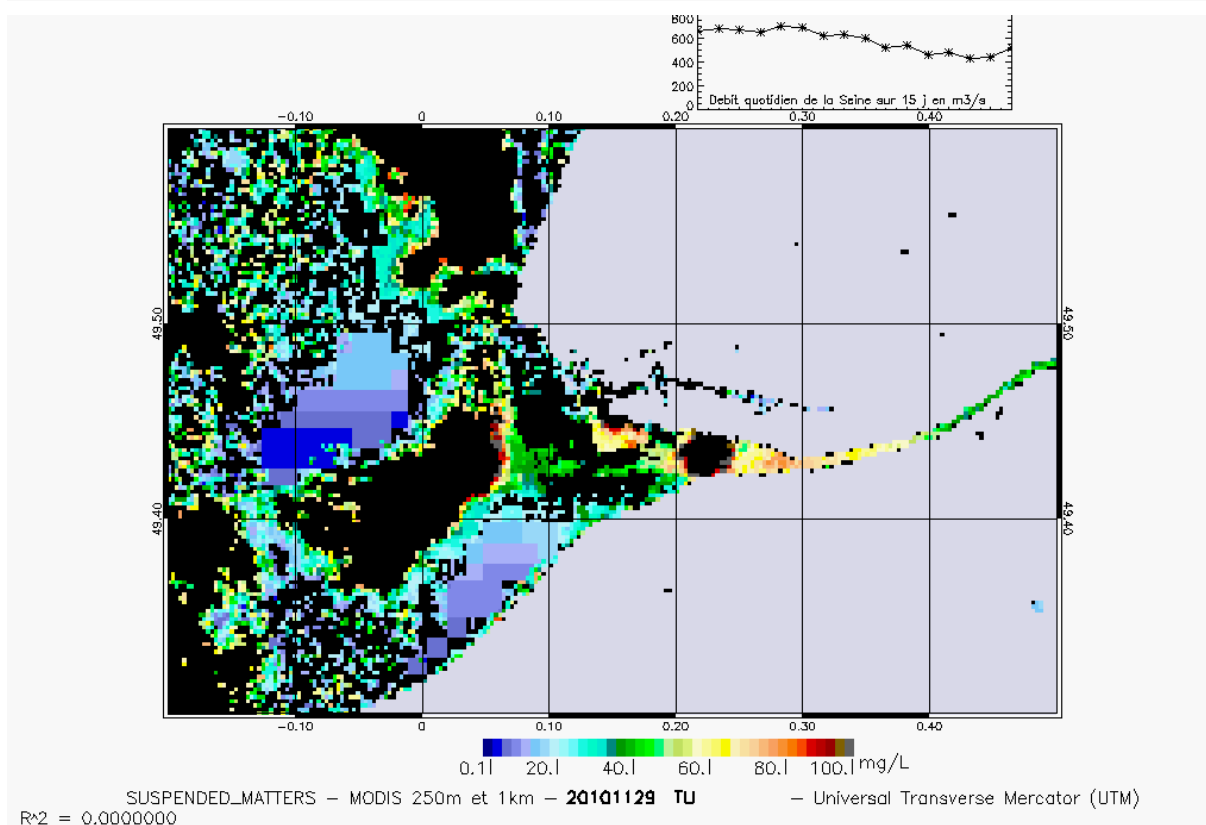 800
600
400
200
0
Debit quotidien de la Seine sur 15 j en m3/s
-0.10 0 0.10 0.20 0.30 0.40
49.50 49.50
49.40 49.40
-0.10 0 0.10 0.20 0.30 0.40
0.1| 20.| 40.| 60.| 80.| 100.| mg/L
SUSPENDED_MATTERS - MODIS 250m et 1km - 20101129 TU - Universal Transverse Mercator (UTM)
R^2 = 0.0000000